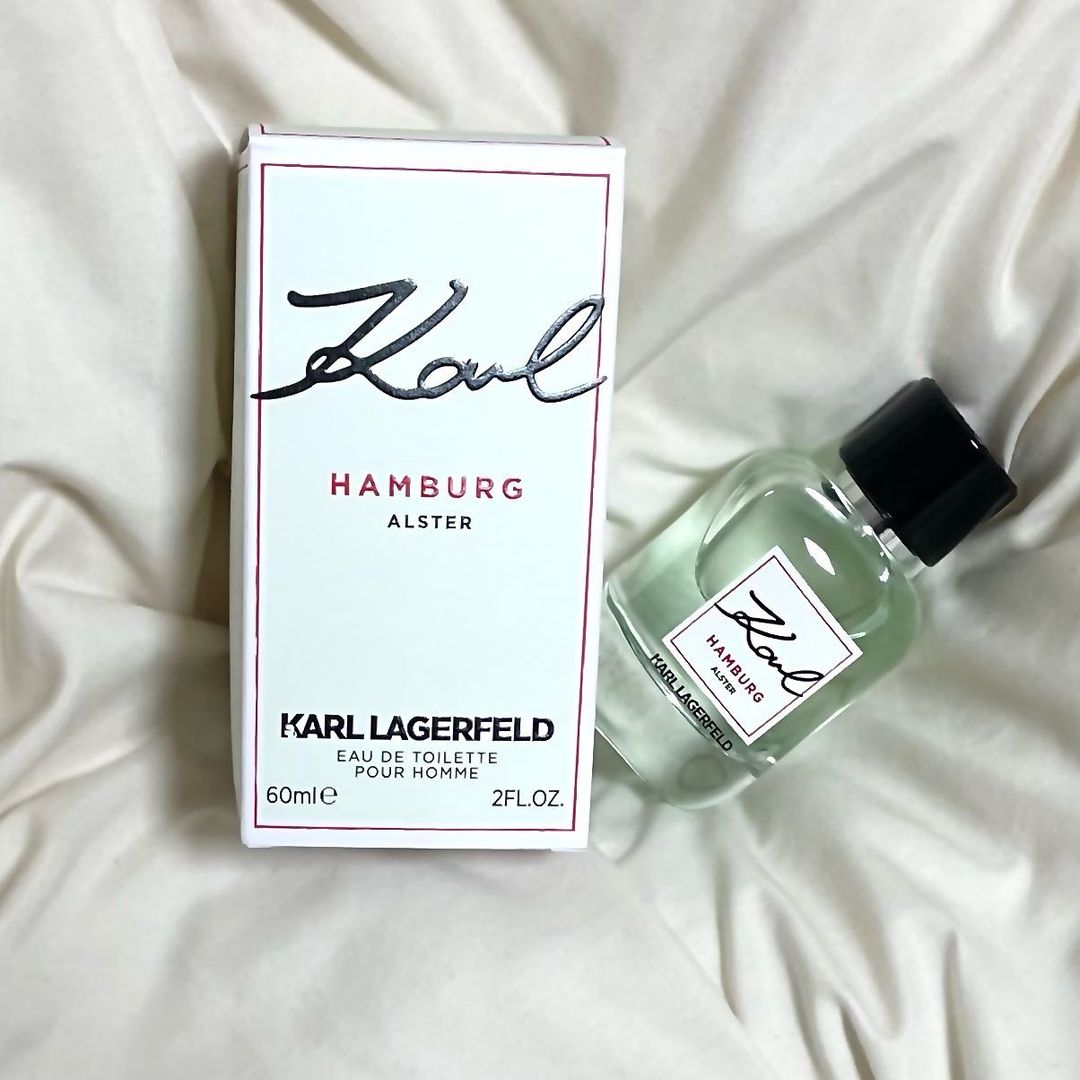 Karl
HAMBURG
ALSTER
KARL LAGERFELD
EAU DE TOILETTE
POUR HOMME
60ml℮
2FL.OZ.
Karl
HAMBURG
ALSTER
KARL LAGERFELD